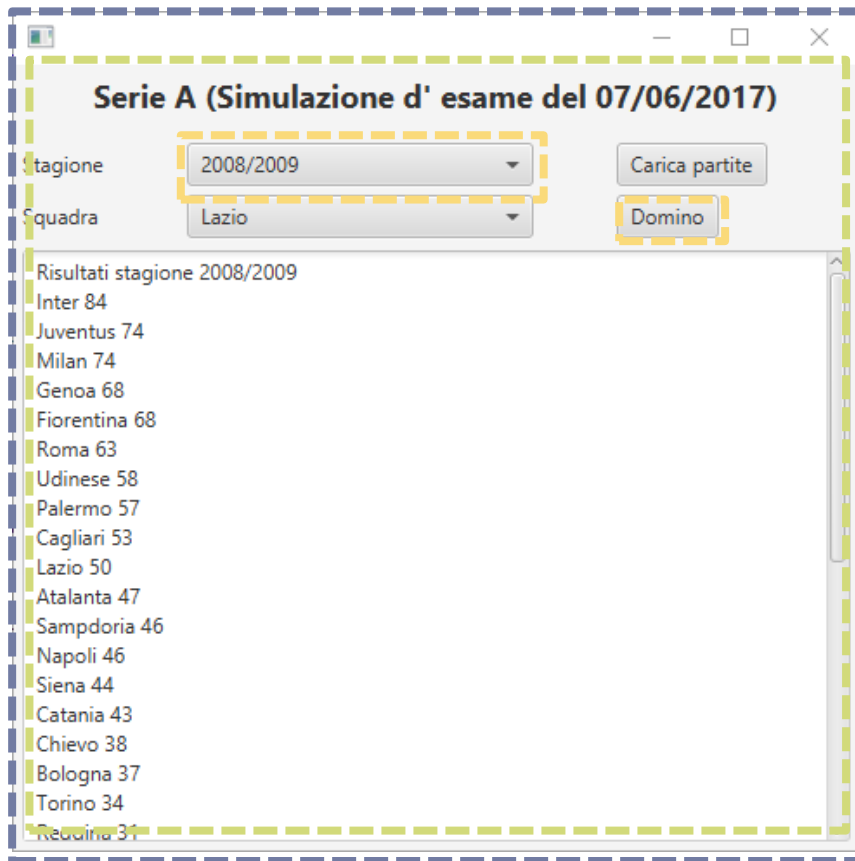 Serie A (Simulazione d' esame del 07/06/2017)
Stagione 2008/2009 Carica partite
Squadra Lazio Domino
Risultati stagione 2008/2009
Inter 84
Juventus 74
Milan 74
Genoa 68
Fiorentina 68
Roma 63
Udinese 58
Palermo 57
Cagliari 53
Lazio 50
Atalanta 47
Sampdoria 46
Napoli 46
Siena 44
Catania 43
Chievo 38
Bologna 37
Torino 34
Reggina 31